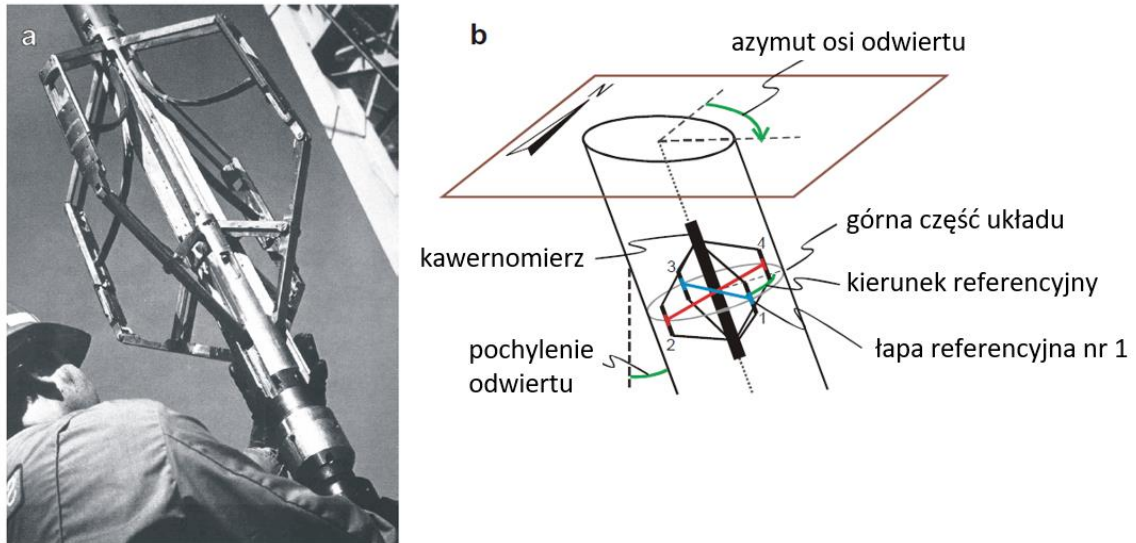 a
b
azymut osi odwiertu
N
górna część układu
kawernomierz
4
3
kierunek referencyjny
1
2
łapa referencyjna nr 1
pochylenie
odwiertu